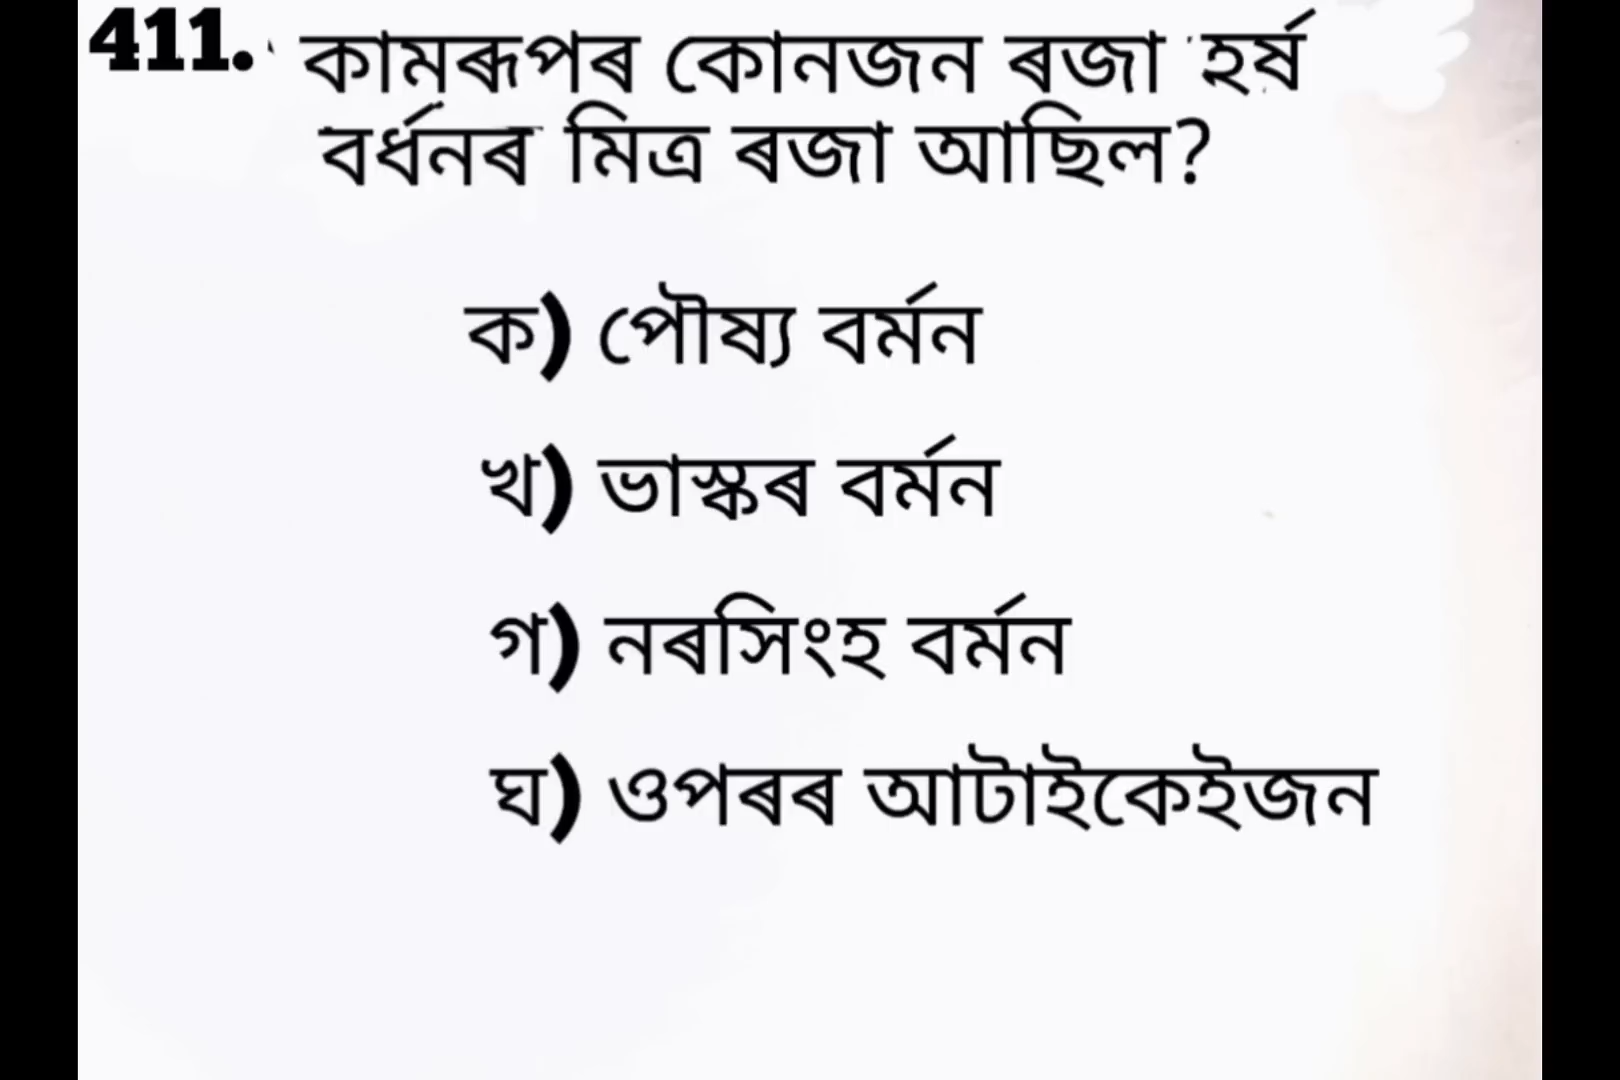 411. কামৰূপৰ কোনজন ৰজা হৰ্ষ
বৰ্ধনৰ মিত্ৰ ৰজা আছিল?
ক) পৌষ্য বৰ্মন
খ) ভাস্কৰ বৰ্মন
গ) নৰসিংহ বৰ্মন
ঘ) ওপৰৰ আটাইকেইজন